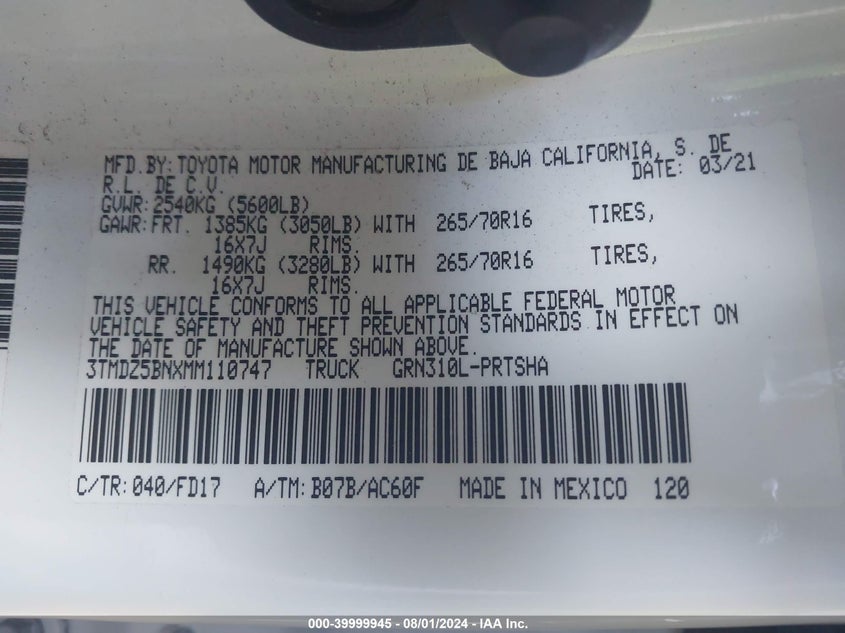 MFD.BY:TOYOTA MOTOR MANUFACTURING DE BAJA CALIFORNIA, S. DE
R.L. DE C.V. DATE: 03/21
GVWR:2540KG (5600LB)
GAWR:FRT. 1385KG (3050LB) WITH 265/70R16 TIRES,
16X7J RIMS.
RR. 1490KG (3280LB) WITH 265/70R16 TIRES,
16X7J RIMS.
THIS VEHICLE CONFORMS TO ALL APPLICABLE FEDERAL MOTOR
VEHICLE SAFETY AND THEFT PREVENTION STANDARDS IN EFFECT ON
THE DATE OF MANUFACTURE SHOWN ABOVE.
3TMDZ5BNXMM110747 TRUCK GRN310L-PRTSHA
C/TR:040/FD17 A/TM:B07B/AC60F MADE IN MEXICO 120
000-39999945 - 08/01/2024 - IAA Inc.